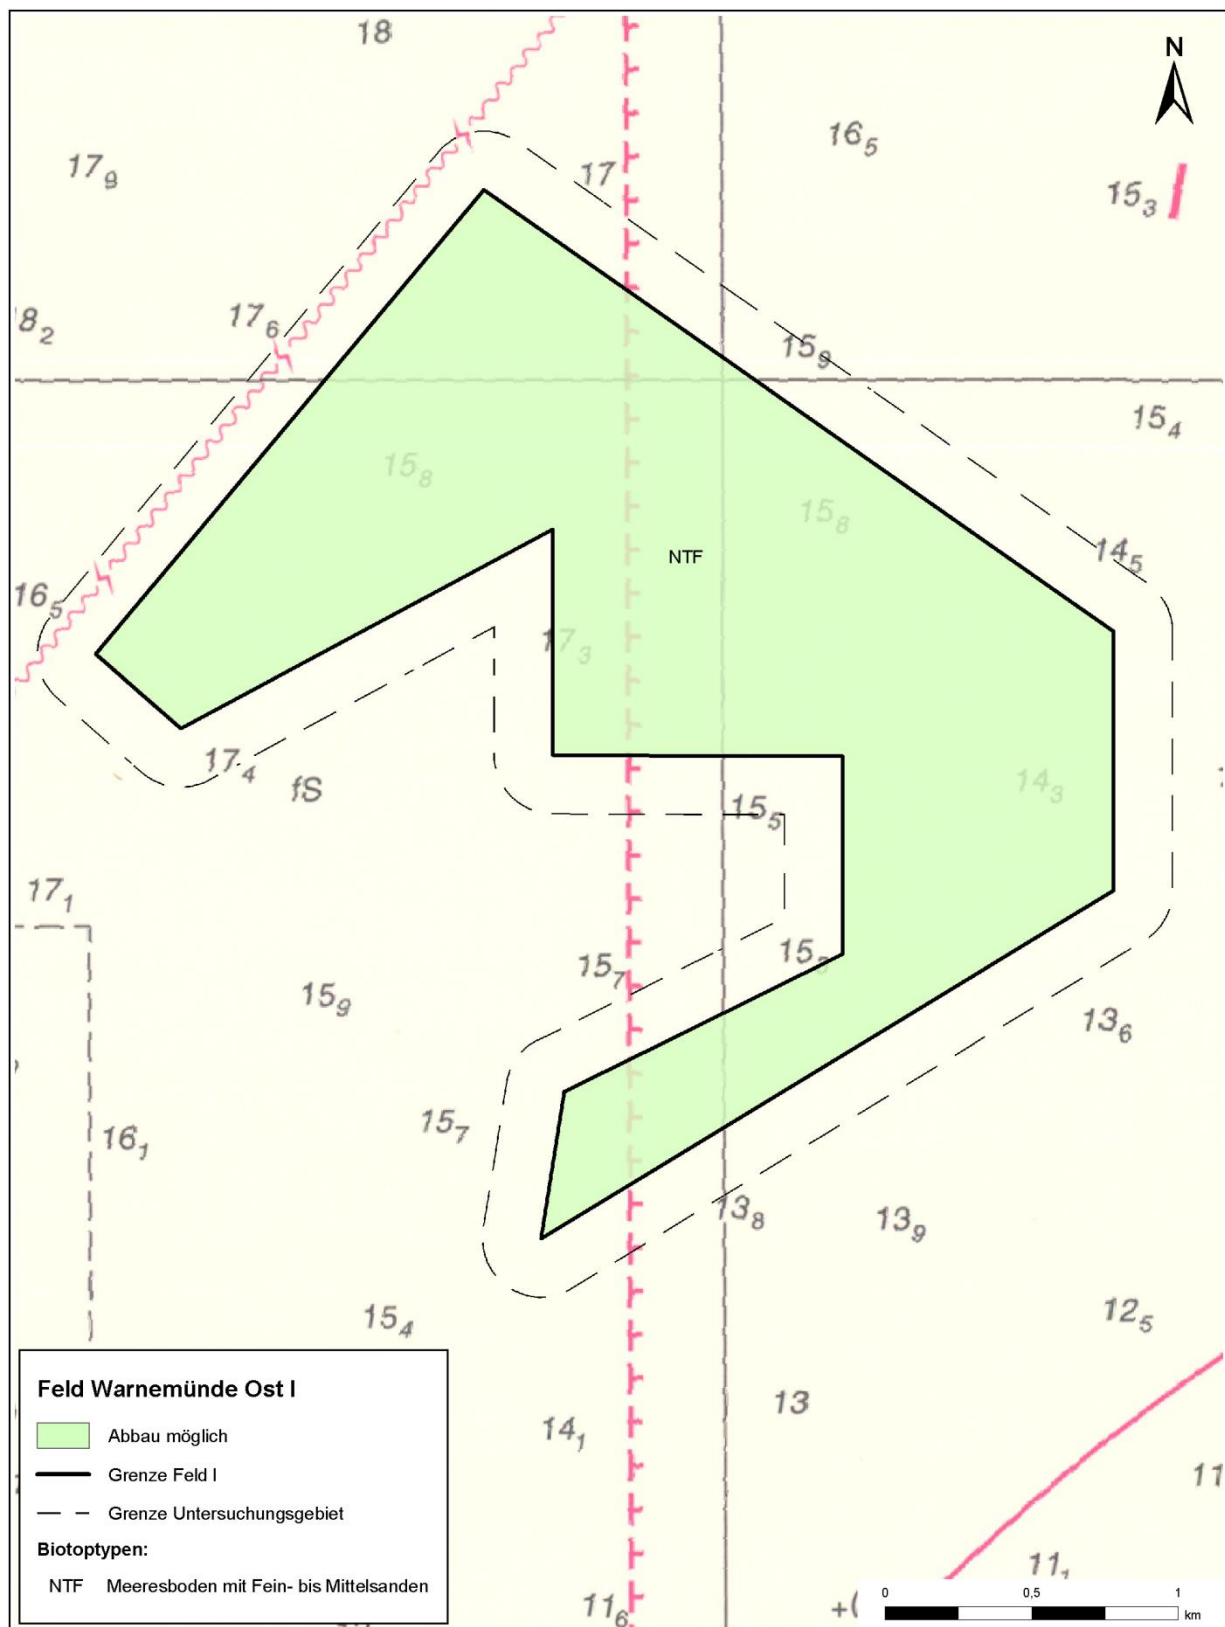 18
N
16₅
17₉
17
15₃
8₂
17₆
15₉
15₄
15₈
15₈
14₅
NTF
16₅
17₃
17₄
fS
14₃
15₅
17₁
15₇
15₉
13₆
15₇
16₁
13₈
13₉
15₄
12₅
13
14₁
11
11₁
11₆
Feld Warnemünde Ost I
Abbau möglich
Grenze Feld I
Grenze Untersuchungsgebiet
Biotoptypen:
NTF Meeresboden mit Fein- bis Mittelsanden
0 0,5 1
km